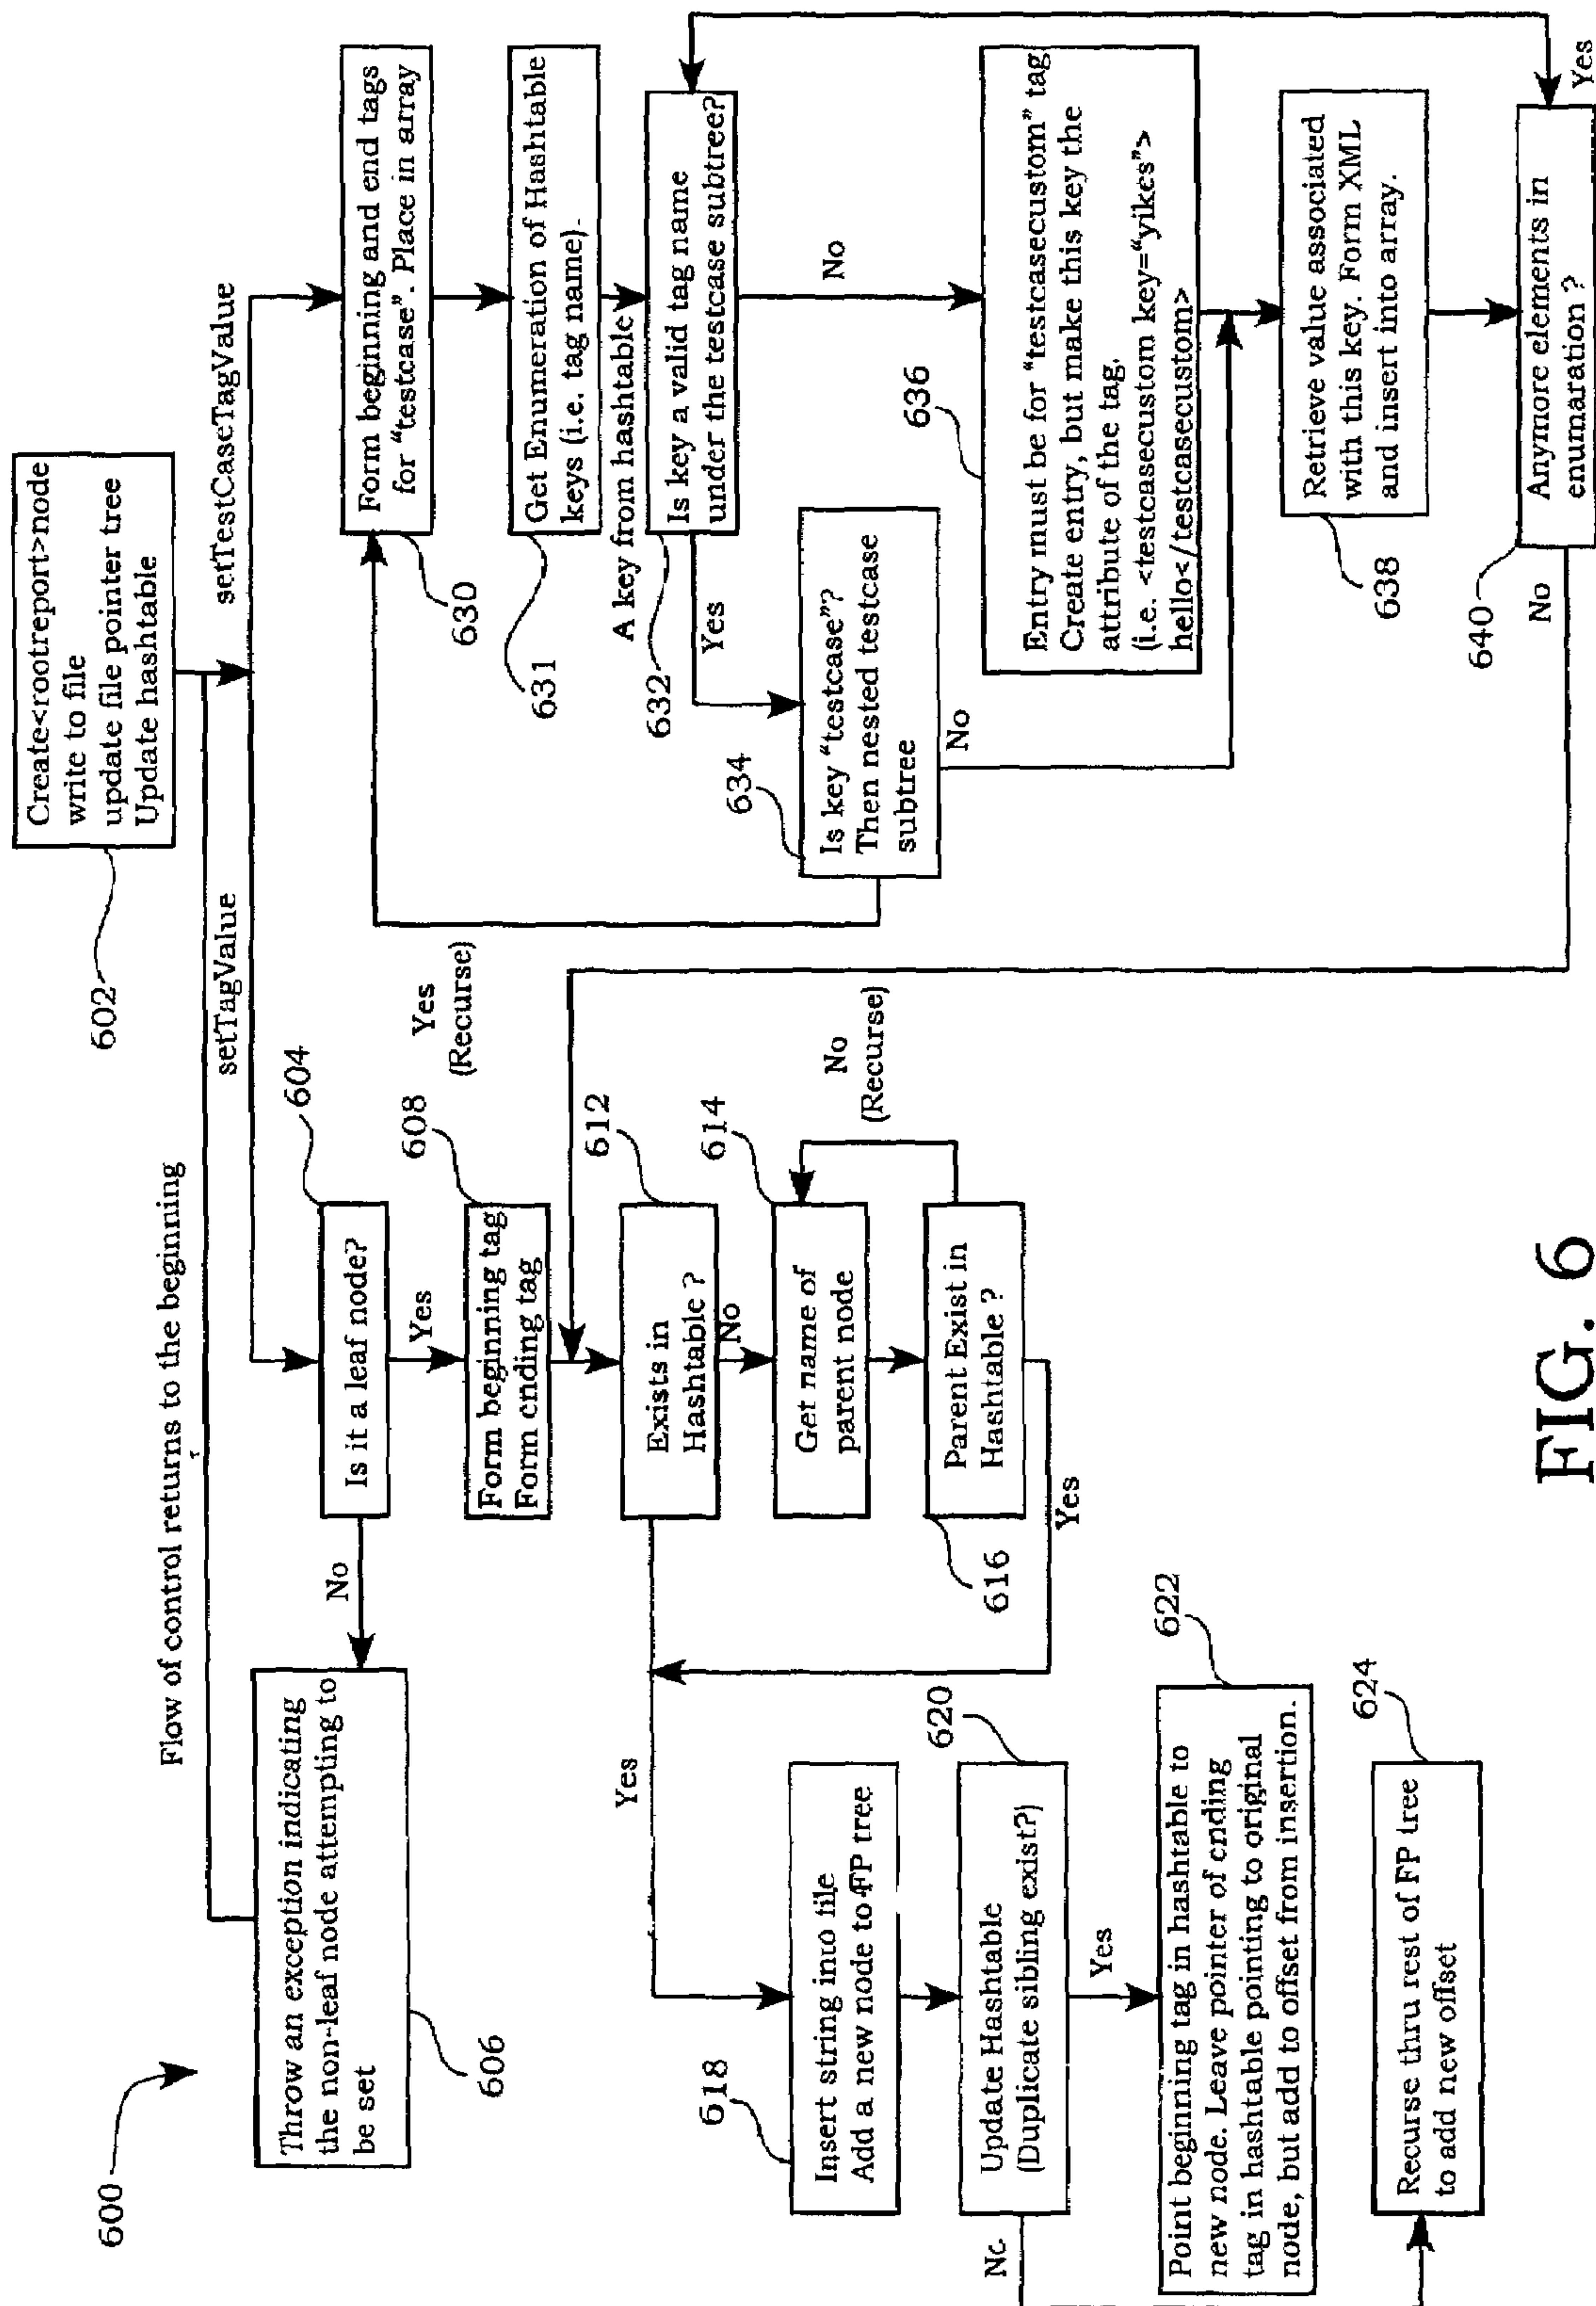 600
Flow of control returns to the beginning
Create<rootreport>node
write to file
update file pointer tree
Update hashtable
602
setTagValue
setTestCaseTagValue
Throw an exception indicating
the non-leaf node attempting to
be set
606
No
Is it a leaf node?
604
Yes
Form beginning tag
Form ending tag
608
Yes
(Recurse)
Exists in
Hashtable ?
612
Yes
No
Get name of
parent node
614
No
(Recurse)
Parent Exist in
Hashtable ?
616
Yes
Insert string into file
Add a new node to FP tree
618
Update Hashtable
(Duplicate sibling exist?)
620
No
Yes
Point beginning tag in hashtable to
new node. Leave pointer of ending
tag in hashtable pointing to original
node, but add to offset from insertion.
622
Recurse thru rest of FP tree
to add new offset
624
Form beginning and end tags
for “testcase”. Place in array
630
Get Enumeration of Hashtable
keys (i.e. tag name).
631
A key from hashtable
Is key a valid tag name
under the testcase subtree?
632
Yes
No
Is key “testcase”?
Then nested testcase
subtree
634
No
Entry must be for “testcasecustom” tag
Create entry, but make this key the
attribute of the tag.
(i.e. <testcasecustom key=“yikes”>
hello</testcasecustom>
636
Retrieve value associated
with this key. Form XML
and insert into array.
638
Anymore elements in
enumaration ?
640
No
Yes
FIG. 6